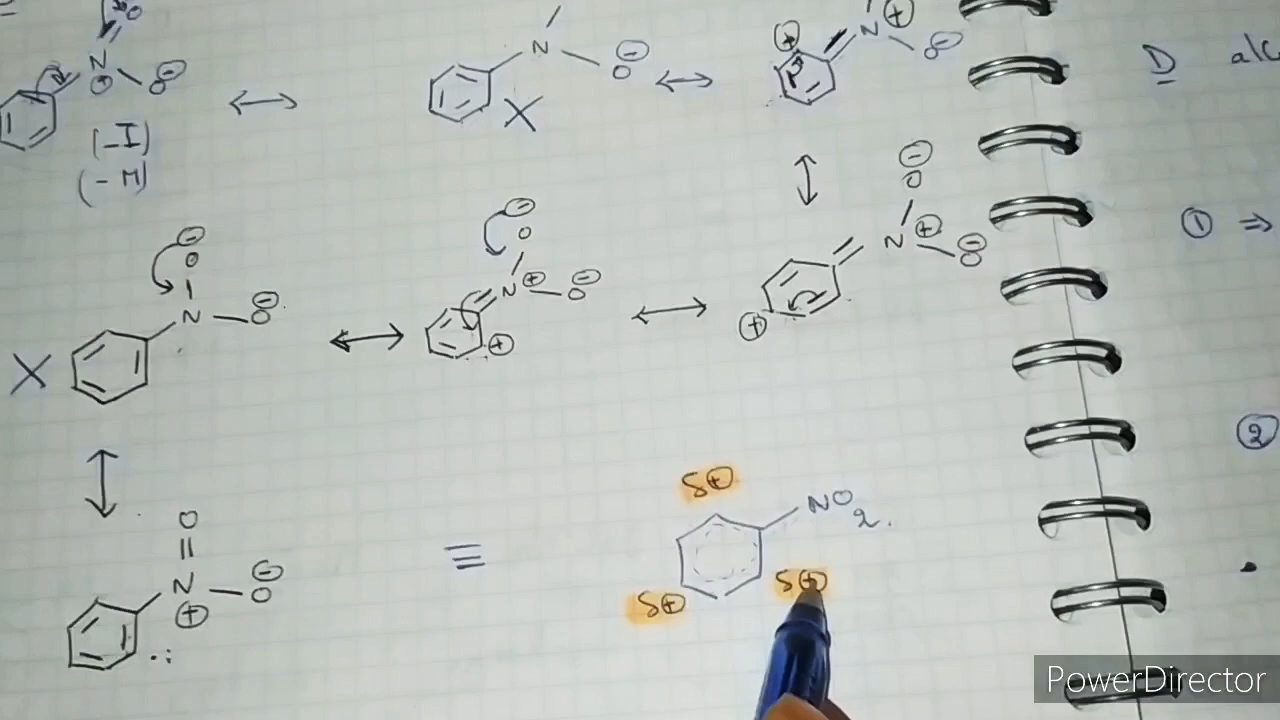 N O
⊕ O⊖
(-I)
(-M)
↔
N O⊖
X
↔
⊕ N ⊕ O⊖
D alc
↕
⊖
O
N⊕ O⊖
⊕
① ⇒
⊖
O
N O⊖
X
↔
⊖
O
N⊕ O⊖
⊕
↔
↕
O
N O⊖
⊕
≡
②
δ⊕
NO2.
δ⊕
δ⊕
PowerDirector